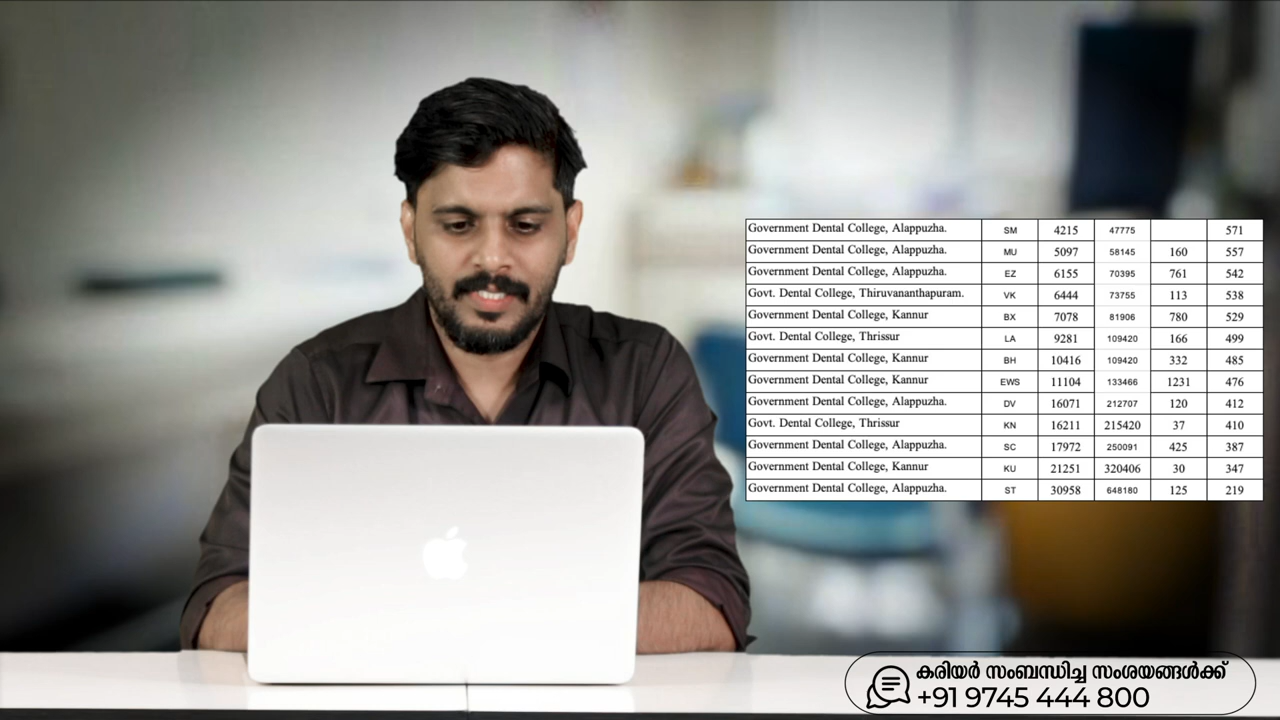 Government Dental College, Alappuzha. SM 4215 47775 571
Government Dental College, Alappuzha. MU 5097 58145 160 557
Government Dental College, Alappuzha. EZ 6155 70395 761 542
Govt. Dental College, Thiruvananthapuram. VK 6444 73755 113 538
Government Dental College, Kannur BX 7078 81906 780 529
Govt. Dental College, Thrissur LA 9281 109420 166 499
Government Dental College, Kannur BH 10416 109420 332 485
Government Dental College, Kannur EWS 11104 133466 1231 476
Government Dental College, Alappuzha. DV 16071 212707 120 412
Govt. Dental College, Thrissur KN 16211 215420 37 410
Government Dental College, Alappuzha. SC 17972 250091 425 387
Government Dental College, Kannur KU 21251 320406 30 347
Government Dental College, Alappuzha. ST 30958 648180 125 219
കരിയർ സംബന്ധിച്ച സംശയങ്ങൾക്ക്
+91 9745 444 800